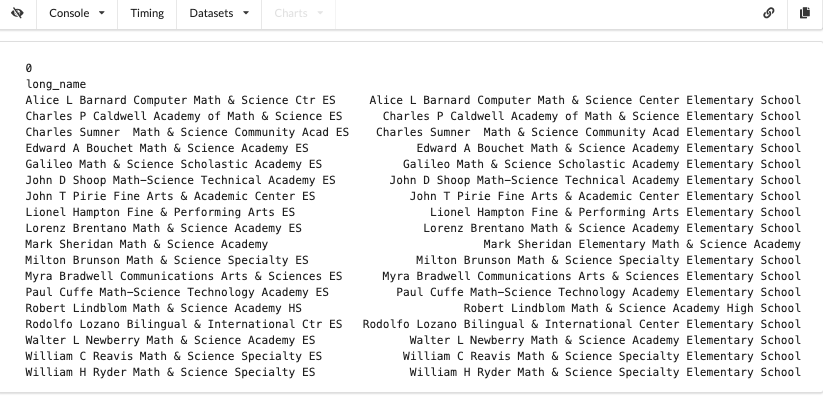 Console Timing Datasets Charts
0
long_name
Alice L Barnard Computer Math & Science Ctr ES Alice L Barnard Computer Math & Science Center Elementary School
Charles P Caldwell Academy of Math & Science ES Charles P Caldwell Academy of Math & Science Elementary School
Charles Sumner  Math & Science Community Acad ES Charles Sumner  Math & Science Community Acad Elementary School
Edward A Bouchet Math & Science Academy ES Edward A Bouchet Math & Science Academy Elementary School
Galileo Math & Science Scholastic Academy ES Galileo Math & Science Scholastic Academy Elementary School
John D Shoop Math-Science Technical Academy ES John D Shoop Math-Science Technical Academy Elementary School
John T Pirie Fine Arts & Academic Center ES John T Pirie Fine Arts & Academic Center Elementary School
Lionel Hampton Fine & Performing Arts ES Lionel Hampton Fine & Performing Arts Elementary School
Lorenz Brentano Math & Science Academy ES Lorenz Brentano Math & Science Academy Elementary School
Mark Sheridan Math & Science Academy Mark Sheridan Elementary Math & Science Academy
Milton Brunson Math & Science Specialty ES Milton Brunson Math & Science Specialty Elementary School
Myra Bradwell Communications Arts & Sciences ES Myra Bradwell Communications Arts & Sciences Elementary School
Paul Cuffe Math-Science Technology Academy ES Paul Cuffe Math-Science Technology Academy Elementary School
Robert Lindblom Math & Science Academy HS Robert Lindblom Math & Science Academy High School
Rodolfo Lozano Bilingual & International Ctr ES Rodolfo Lozano Bilingual & International Center Elementary School
Walter L Newberry Math & Science Academy ES Walter L Newberry Math & Science Academy Elementary School
William C Reavis Math & Science Specialty ES William C Reavis Math & Science Specialty Elementary School
William H Ryder Math & Science Specialty ES William H Ryder Math & Science Specialty Elementary School